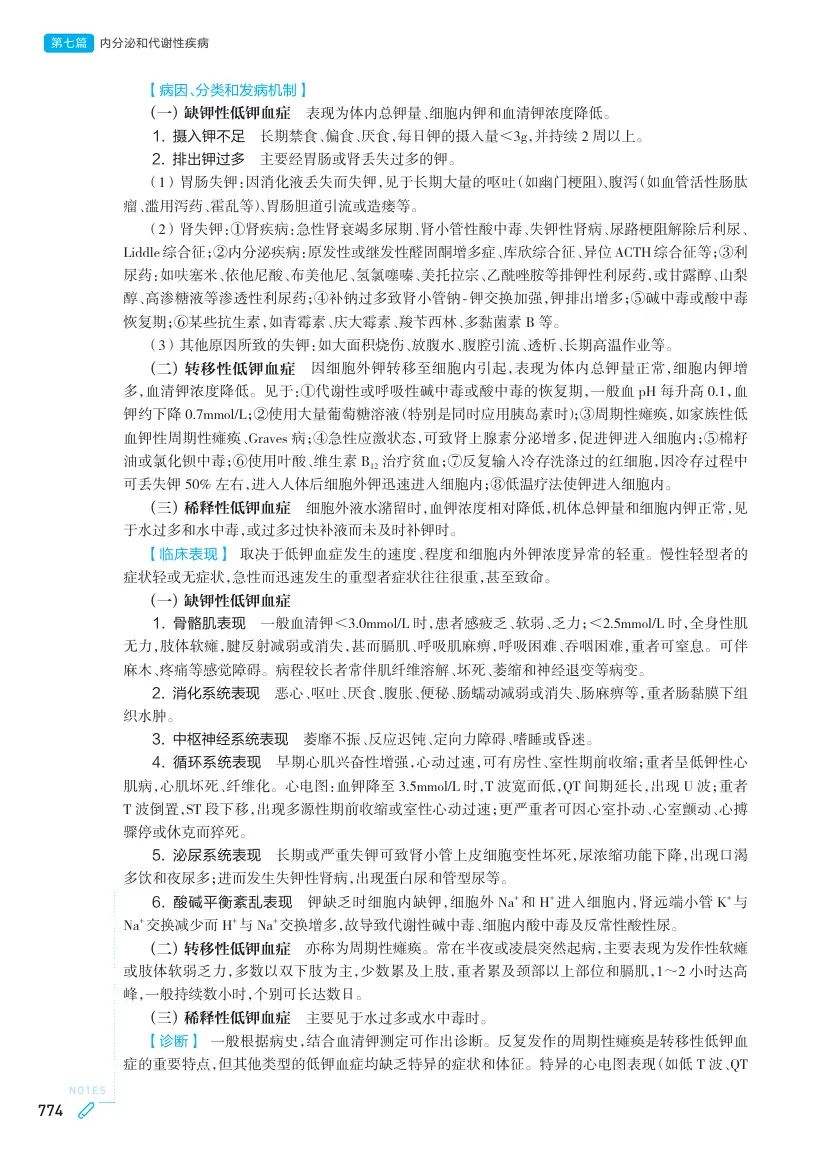 第七篇 内分泌和代谢性疾病
【病因、分类和发病机制】
（一）缺钾性低钾血症 表现为体内总钾量、细胞内钾和血清钾浓度降低。
1. 摄入钾不足 长期禁食、偏食、厌食,每日钾的摄入量＜3g,并持续 2 周以上。
2. 排出钾过多 主要经胃肠或肾丢失过多的钾。
（1）胃肠失钾:因消化液丢失而失钾,见于长期大量的呕吐(如幽门梗阻)、腹泻(如血管活性肠肽
瘤、滥用泻药、霍乱等)、胃肠胆道引流或造瘘等。
（2）肾失钾:①肾疾病:急性肾衰竭多尿期、肾小管性酸中毒、失钾性肾病、尿路梗阻解除后利尿、
Liddle 综合征;②内分泌疾病:原发性或继发性醛固酮增多症、库欣综合征、异位 ACTH 综合征等;③利
尿药:如呋塞米、依他尼酸、布美他尼、氢氯噻嗪、美托拉宗、乙酰唑胺等排钾性利尿药,或甘露醇、山梨
醇、高渗糖液等渗透性利尿药;④补钠过多致肾小管钠-钾交换加强,钾排出增多;⑤碱中毒或酸中毒
恢复期;⑥某些抗生素,如青霉素、庆大霉素、羧苄西林、多黏菌素 B 等。
（3）其他原因所致的失钾:如大面积烧伤、放腹水、腹腔引流、透析、长期高温作业等。
（二）转移性低钾血症 因细胞外钾转移至细胞内引起,表现为体内总钾量正常,细胞内钾增
多,血清钾浓度降低。见于:①代谢性或呼吸性碱中毒或酸中毒的恢复期,一般血 pH 每升高 0.1,血
钾约下降 0.7mmol/L;②使用大量葡萄糖溶液(特别是同时应用胰岛素时);③周期性瘫痪,如家族性低
血钾性周期性瘫痪、Graves 病;④急性应激状态,可致肾上腺素分泌增多,促进钾进入细胞内;⑤棉籽
油或氯化钡中毒;⑥使用叶酸、维生素 B₁₂ 治疗贫血;⑦反复输入冷存洗涤过的红细胞,因冷存过程中
可丢失钾 50% 左右,进入人体后细胞外钾迅速进入细胞内;⑧低温疗法使钾进入细胞内。
（三）稀释性低钾血症 细胞外液水潴留时,血钾浓度相对降低,机体总钾量和细胞内钾正常,见
于水过多和水中毒,或过多过快补液而未及时补钾时。
【临床表现】 取决于低钾血症发生的速度、程度和细胞内外钾浓度异常的轻重。慢性轻型者的
症状轻或无症状,急性而迅速发生的重型者症状往往很重,甚至致命。
（一）缺钾性低钾血症
1. 骨骼肌表现 一般血清钾＜3.0mmol/L 时,患者感疲乏、软弱、乏力;＜2.5mmol/L 时,全身性肌
无力,肢体软瘫,腱反射减弱或消失,甚而膈肌、呼吸肌麻痹,呼吸困难、吞咽困难,重者可窒息。可伴
麻木、疼痛等感觉障碍。病程较长者常伴肌纤维溶解、坏死、萎缩和神经退变等病变。
2. 消化系统表现 恶心、呕吐、厌食、腹胀、便秘、肠蠕动减弱或消失、肠麻痹等,重者肠黏膜下组
织水肿。
3. 中枢神经系统表现 萎靡不振、反应迟钝、定向力障碍、嗜睡或昏迷。
4. 循环系统表现 早期心肌兴奋性增强,心动过速,可有房性、室性期前收缩;重者呈低钾性心
肌病,心肌坏死、纤维化。心电图:血钾降至 3.5mmol/L 时,T 波宽而低,QT 间期延长,出现 U 波;重者
T 波倒置,ST 段下移,出现多源性期前收缩或室性心动过速;更严重者可因心室扑动、心室颤动、心搏
骤停或休克而猝死。
5. 泌尿系统表现 长期或严重失钾可致肾小管上皮细胞变性坏死,尿浓缩功能下降,出现口渴
多饮和夜尿多;进而发生失钾性肾病,出现蛋白尿和管型尿等。
6. 酸碱平衡紊乱表现 钾缺乏时细胞内缺钾,细胞外 Na⁺ 和 H⁺ 进入细胞内,肾远端小管 K⁺ 与
Na⁺ 交换减少而 H⁺ 与 Na⁺ 交换增多,故导致代谢性碱中毒、细胞内酸中毒及反常性酸性尿。
（二）转移性低钾血症 亦称为周期性瘫痪。常在半夜或凌晨突然起病,主要表现为发作性软瘫
或肢体软弱乏力,多数以双下肢为主,少数累及上肢,重者累及颈部以上部位和膈肌,1～2 小时达高
峰,一般持续数小时,个别可长达数日。
（三）稀释性低钾血症 主要见于水过多或水中毒时。
【诊断】 一般根据病史,结合血清钾测定可作出诊断。反复发作的周期性瘫痪是转移性低钾血
症的重要特点,但其他类型的低钾血症均缺乏特异的症状和体征。特异的心电图表现(如低 T 波、QT
NOTES
774